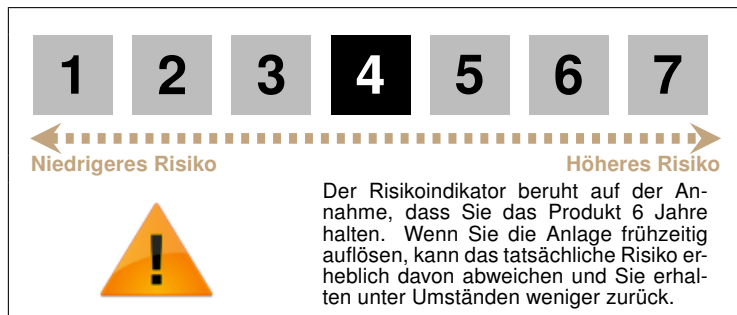 1 2 3 4 5 6 7
Niedrigeres Risiko Höheres Risiko
!
Der Risikoindikator beruht auf der An-
nahme, dass Sie das Produkt 6 Jahre
halten. Wenn Sie die Anlage frühzeitig
auflösen, kann das tatsächliche Risiko er-
heblich davon abweichen und Sie erhal-
ten unter Umständen weniger zurück.